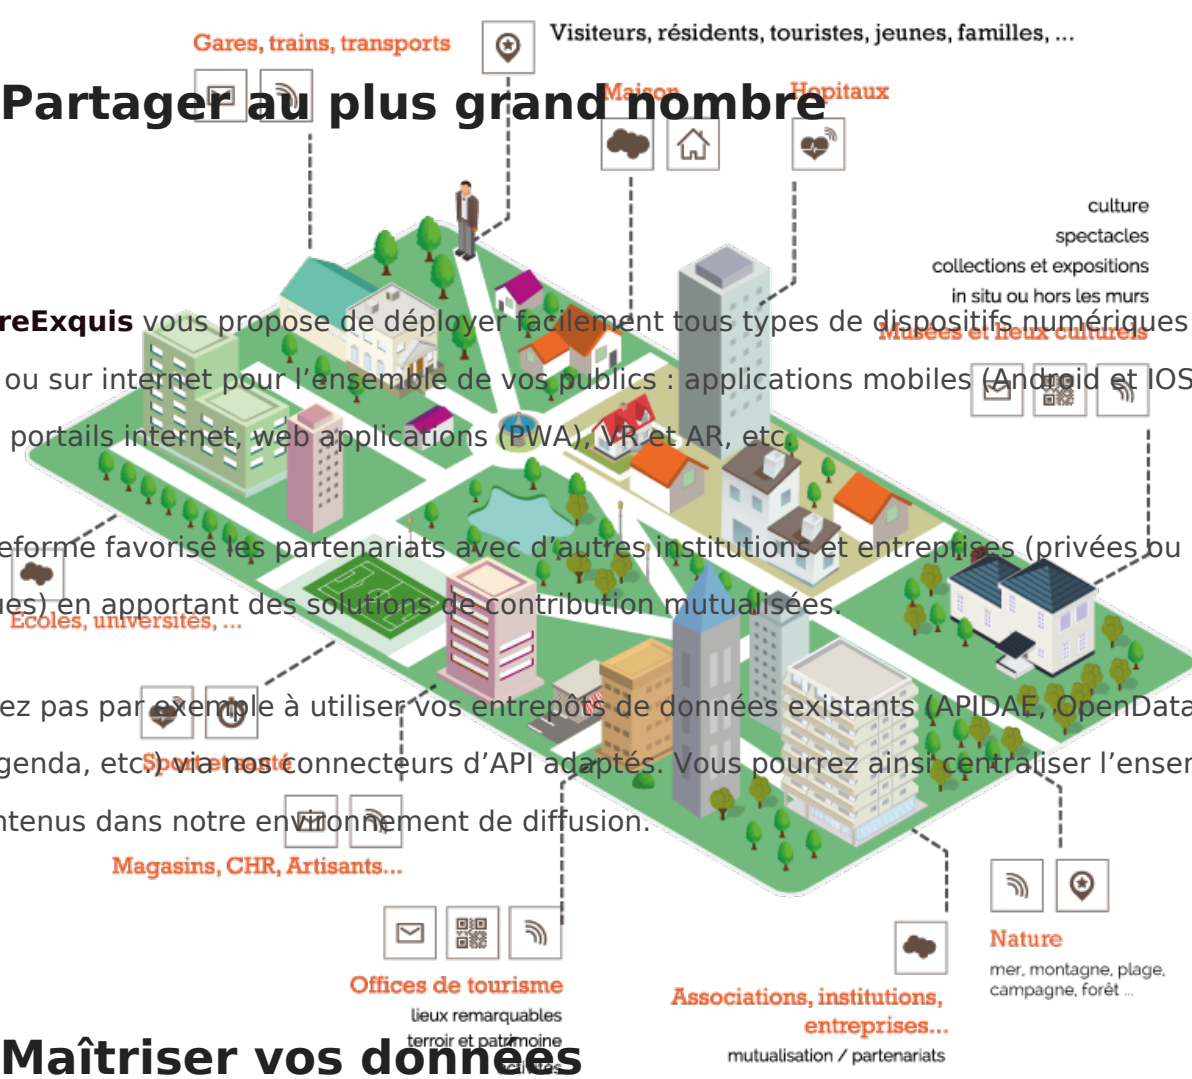 Gares, trains, transports
Visiteurs, résidents, touristes, jeunes, familles, ...
Partager au plus grand nombre
Maison
Hopitaux
culture
spectacles
collections et expositions
in situ ou hors les murs
Musées et lieux culturels
reExquis vous propose de déployer facilement tous types de dispositifs numériques
ou sur internet pour l’ensemble de vos publics : applications mobiles (Android et IOS
portails internet, web applications (PWA), VR et AR, etc.
eforme favorise les partenariats avec d’autres institutions et entreprises (privées ou
ues) en apportant des solutions de contribution mutualisées.
Ecoles, universités, ...
ez pas par exemple à utiliser vos entrepôts de données existants (APIDAE, OpenData
genda, etc.) via nos connecteurs d’API adaptés. Vous pourrez ainsi centraliser l’enser
Sport et santé
ntenus dans notre environnement de diffusion.
Magasins, CHR, Artisants...
Offices de tourisme
lieux remarquables
terroir et patrimoine
activités
Associations, institutions,
entreprises...
mutualisation / partenariats
Nature
mer, montagne, plage,
campagne, forêt ...
Maîtriser vos données